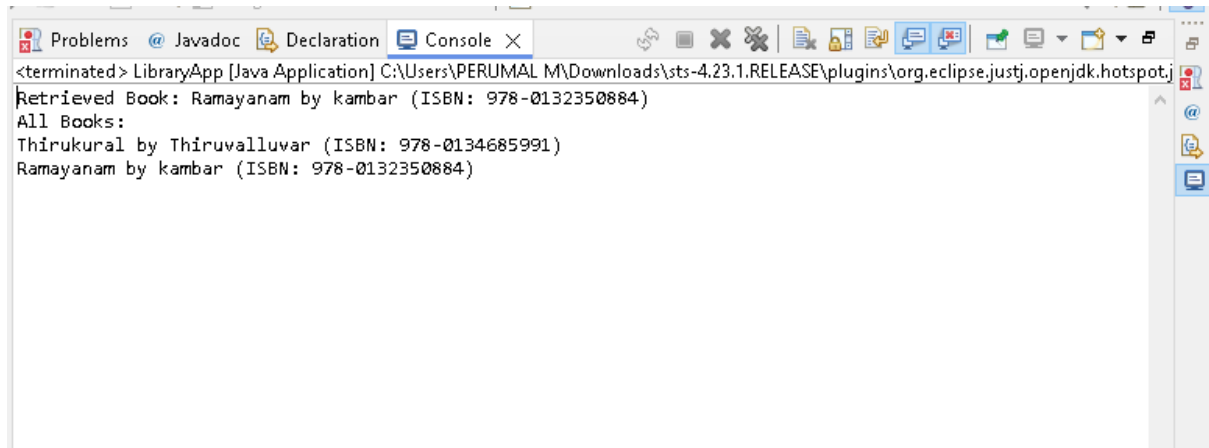 Problems @ Javadoc Declaration Console
<terminated> LibraryApp [Java Application] C:\Users\PERUMAL M\Downloads\sts-4.23.1.RELEASE\plugins\org.eclipse.justj.openjdk.hotspot.j
Retrieved Book: Ramayanam by kambar (ISBN: 978-0132350884)
All Books:
Thirukural by Thiruvalluvar (ISBN: 978-0134685991)
Ramayanam by kambar (ISBN: 978-0132350884)